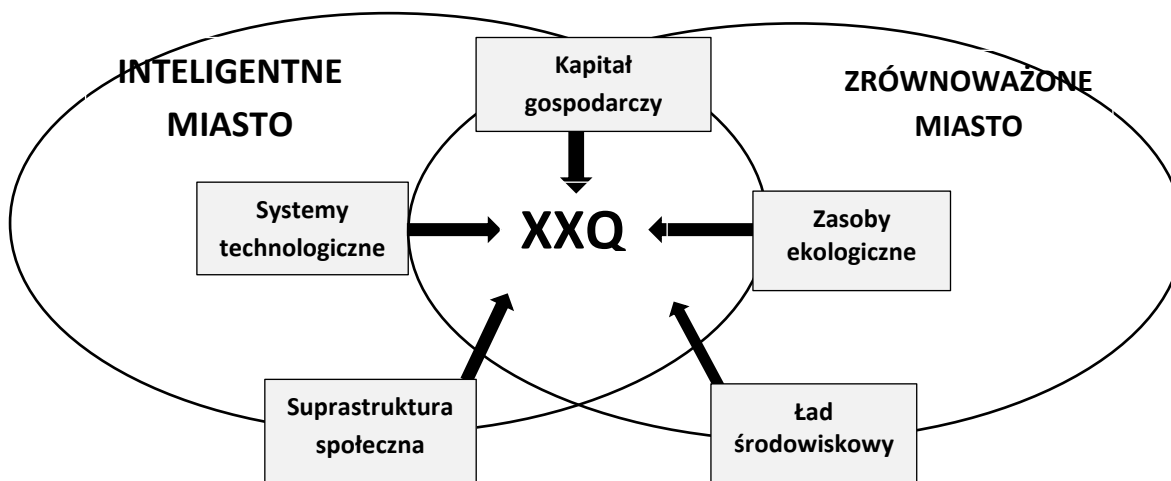 INTELIGENTNE
MIASTO
Kapitał
gospodarczy
ZRÓWNOWAŻONE
MIASTO
Systemy
technologiczne
XXQ
Zasoby
ekologiczne
Suprastruktura
społeczna
Ład
środowiskowy